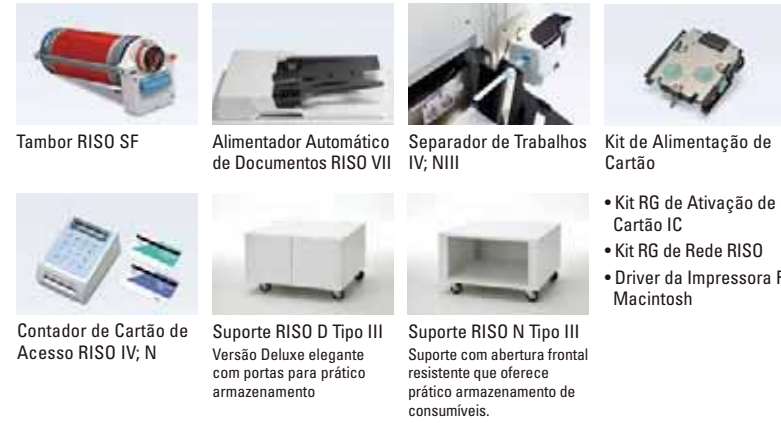 Tambor RISO SF
Alimentador Automático
de Documentos RISO VII
Separador de Trabalhos
IV; NIII
Kit de Alimentação de
Cartão
• Kit RG de Ativação de
Cartão IC
• Kit RG de Rede RISO
• Driver da Impressora
Macintosh
Contador de Cartão de
Acesso RISO IV; N
Suporte RISO D Tipo III
Versão Deluxe elegante
com portas para prático
armazenamento
Suporte RISO N Tipo III
Suporte com abertura frontal
resistente que oferece
prático armazenamento de
consumíveis.